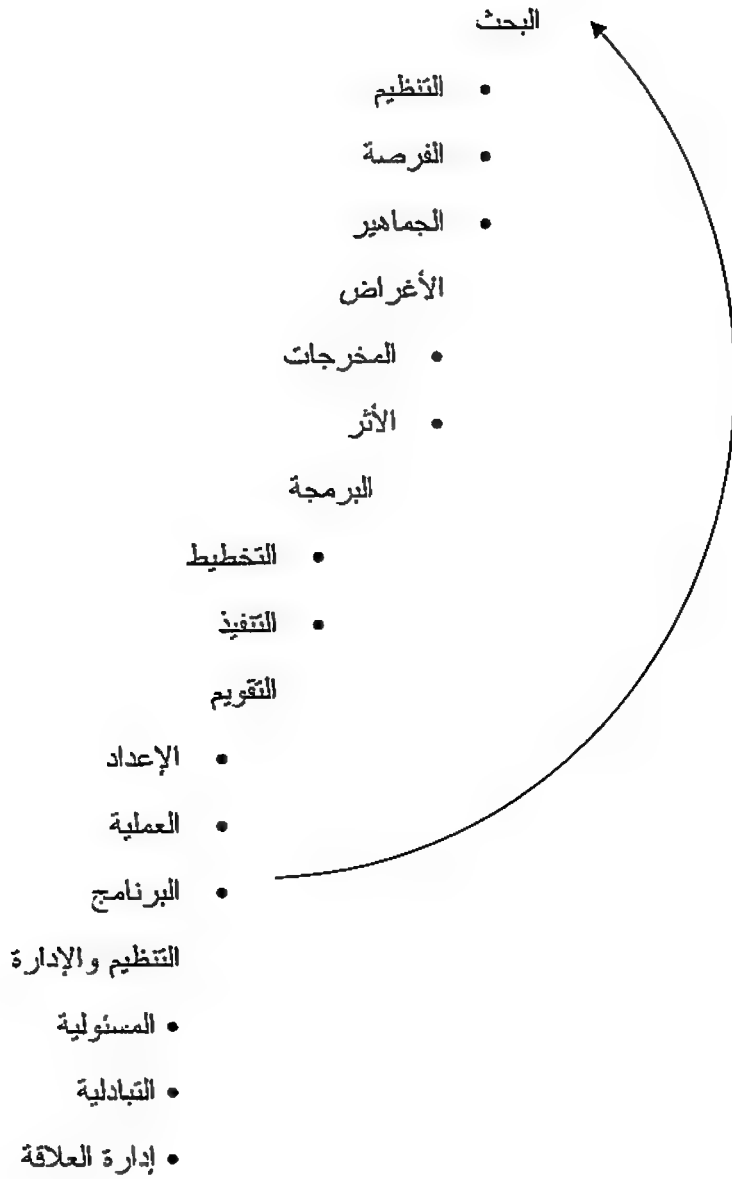 البحث
• التنظيم
• الفرصة
• الجماهير
الأغراض
• المخرجات
• الأثر
البرمجة
• التخطيط
• التنفيذ
التقويم
• الإعداد
• العملية
• البرنامج
التنظيم والإدارة
• المسئولية
• التبادلية
• إدارة العلاقة